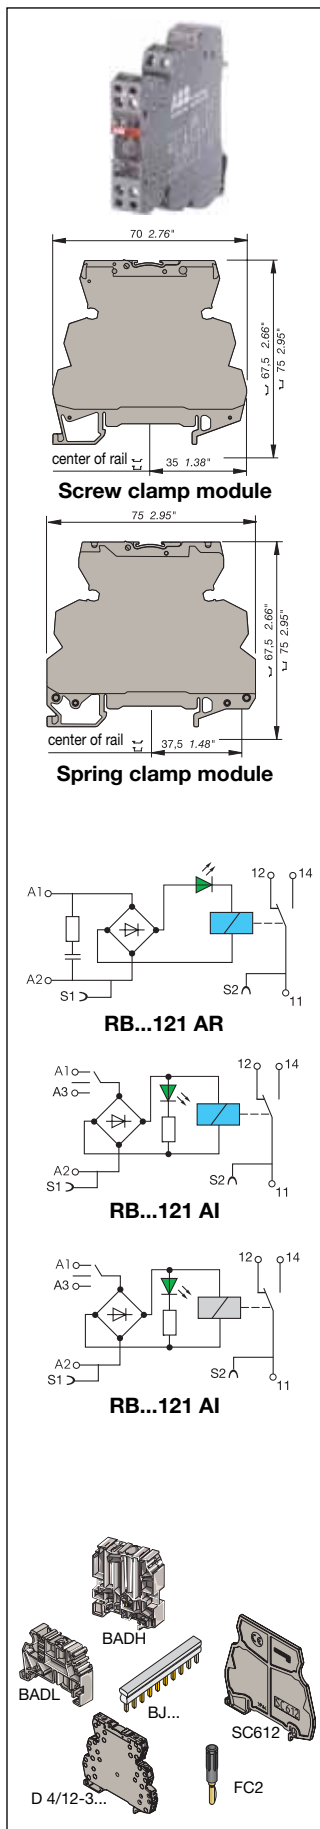 ABB
70 2.76"
67,5 2.66"
75 2.95"
center of rail
35 1.38"
Screw clamp module
75 2.95"
67,5 2.66"
75 2.95"
center of rail
37,5 1.48"
Spring clamp module
A1
12 14
A2
S1
S2
11
RB...121 AR
A1
A3
12 14
A2
S1
S2
11
RB...121 AI
A1
A3
12 14
A2
S1
S2
11
RB...121 AI
BADH
BADL
BJ...
SC612
SC612
D 4/12-3...
FC2